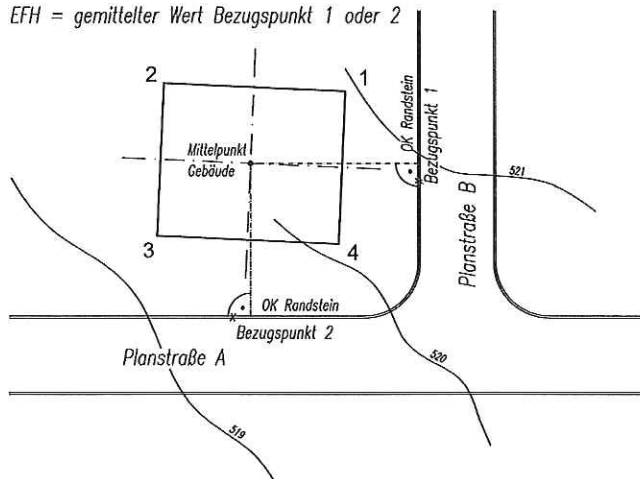 EFH = gemittelter Wert Bezugspunkt 1 oder 2
2
1
Mittelpunkt
Gebäude
OK Randstein
Bezugspunkt 1
521
Planstraße B
3
4
OK Randstein
Bezugspunkt 2
Planstraße A
520
519